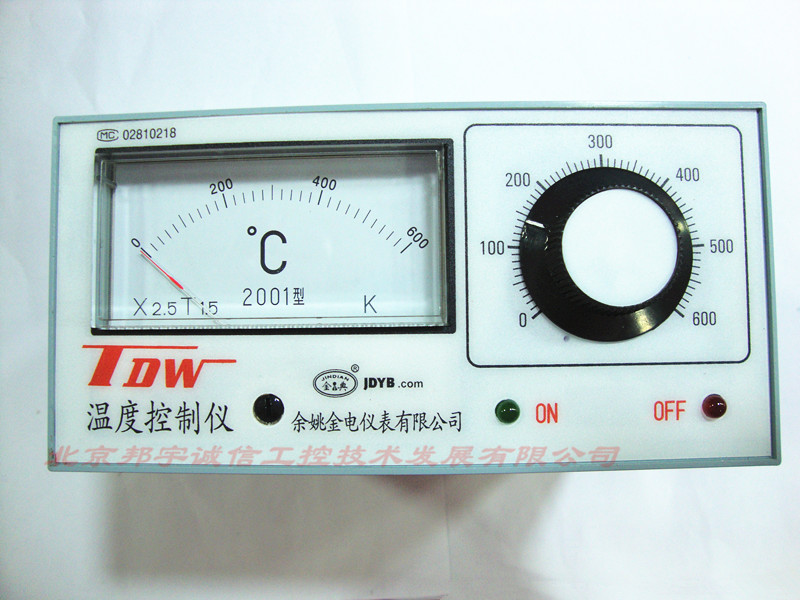 MC 02810218
0 200 400 600
℃
X 2.5 T 1.5 2001型 K
0 100 200 300 400 500 600
TDW
JINDIAN
金典
®
JDYB.com
温度控制仪
余姚金电仪表有限公司
ON OFF
北京邦宇诚信工控技术发展有限公司